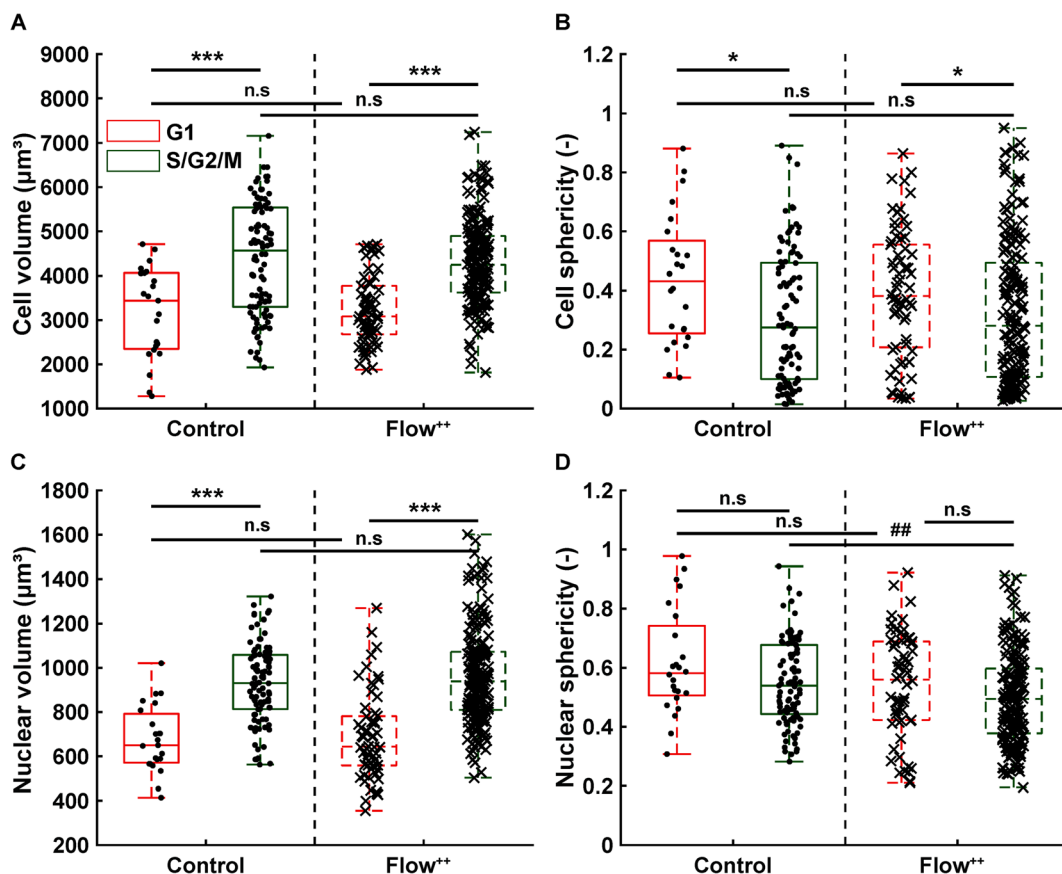 A
Cell volume (µm³)
9000
8000
7000
6000
5000
4000
3000
2000
1000
***
***
n.s
n.s
G1
S/G2/M
Control
Flow⁺⁺
B
Cell sphericity (-)
1.2
1
0.8
0.6
0.4
0.2
0
*
*
n.s
n.s
Control
Flow⁺⁺
C
Nuclear volume (µm³)
1800
1600
1400
1200
1000
800
600
400
200
***
***
n.s
n.s
Control
Flow⁺⁺
D
Nuclear sphericity (-)
1.2
1
0.8
0.6
0.4
0.2
0
n.s
n.s
n.s
##
Control
Flow⁺⁺